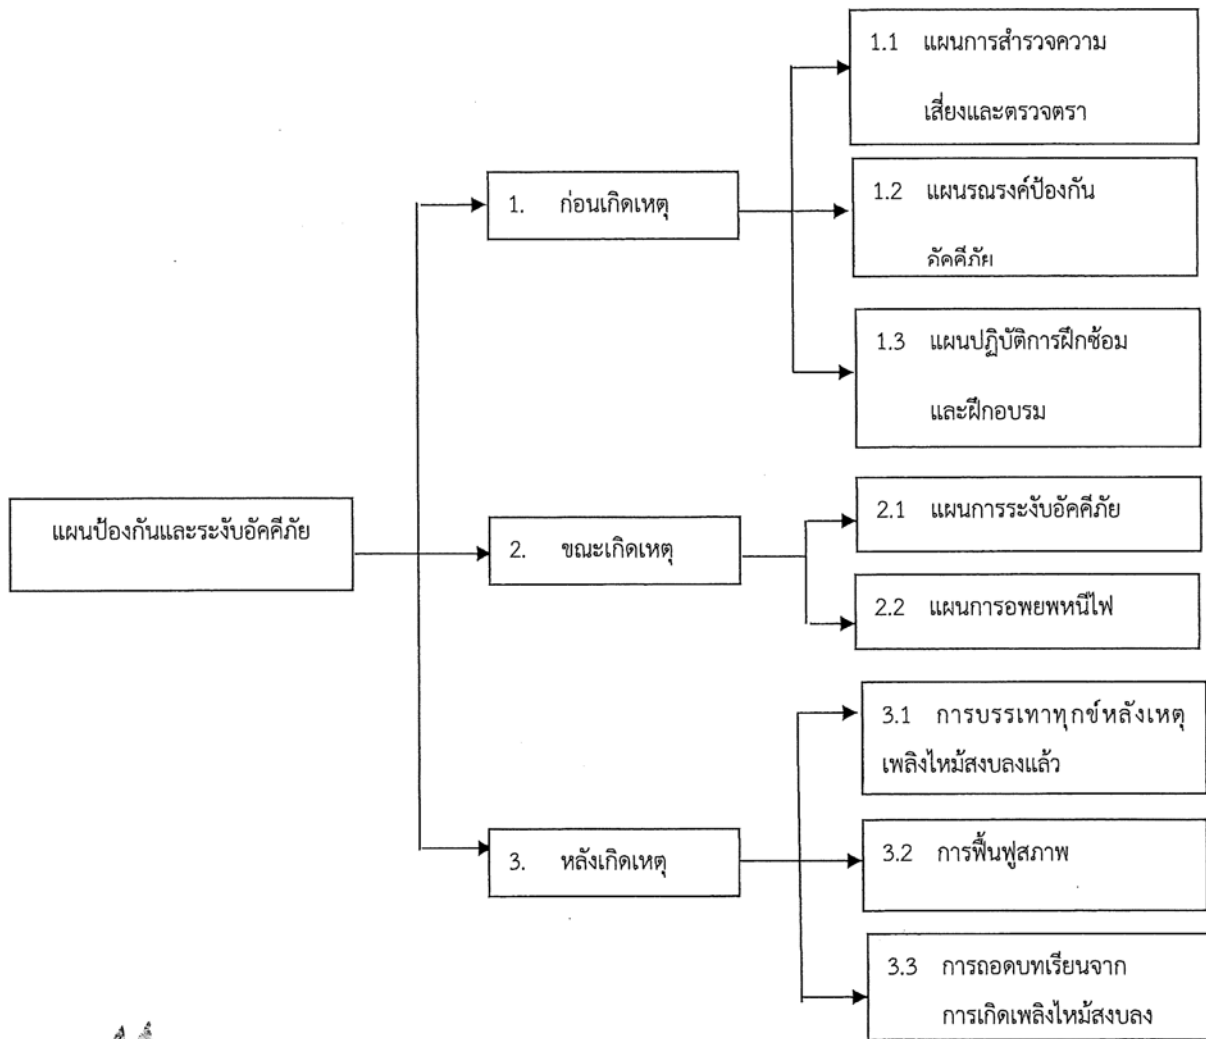 แผนป้องกันและระงับอัคคีภัย
1. ก่อนเกิดเหตุ
1.1 แผนการสำรวจความ
เสี่ยงและตรวจตรา
1.2 แผนรณรงค์ป้องกัน
อัคคีภัย
1.3 แผนปฏิบัติการฝึกซ้อม
และฝึกอบรม
2. ขณะเกิดเหตุ
2.1 แผนการระงับอัคคีภัย
2.2 แผนการอพยพหนีไฟ
3. หลังเกิดเหตุ
3.1 การบรรเทาทุกข์หลังเหตุ
เพลิงไหม้สงบลงแล้ว
3.2 การฟื้นฟูสภาพ
3.3 การถอดบทเรียนจาก
การเกิดเพลิงไหม้สงบลง